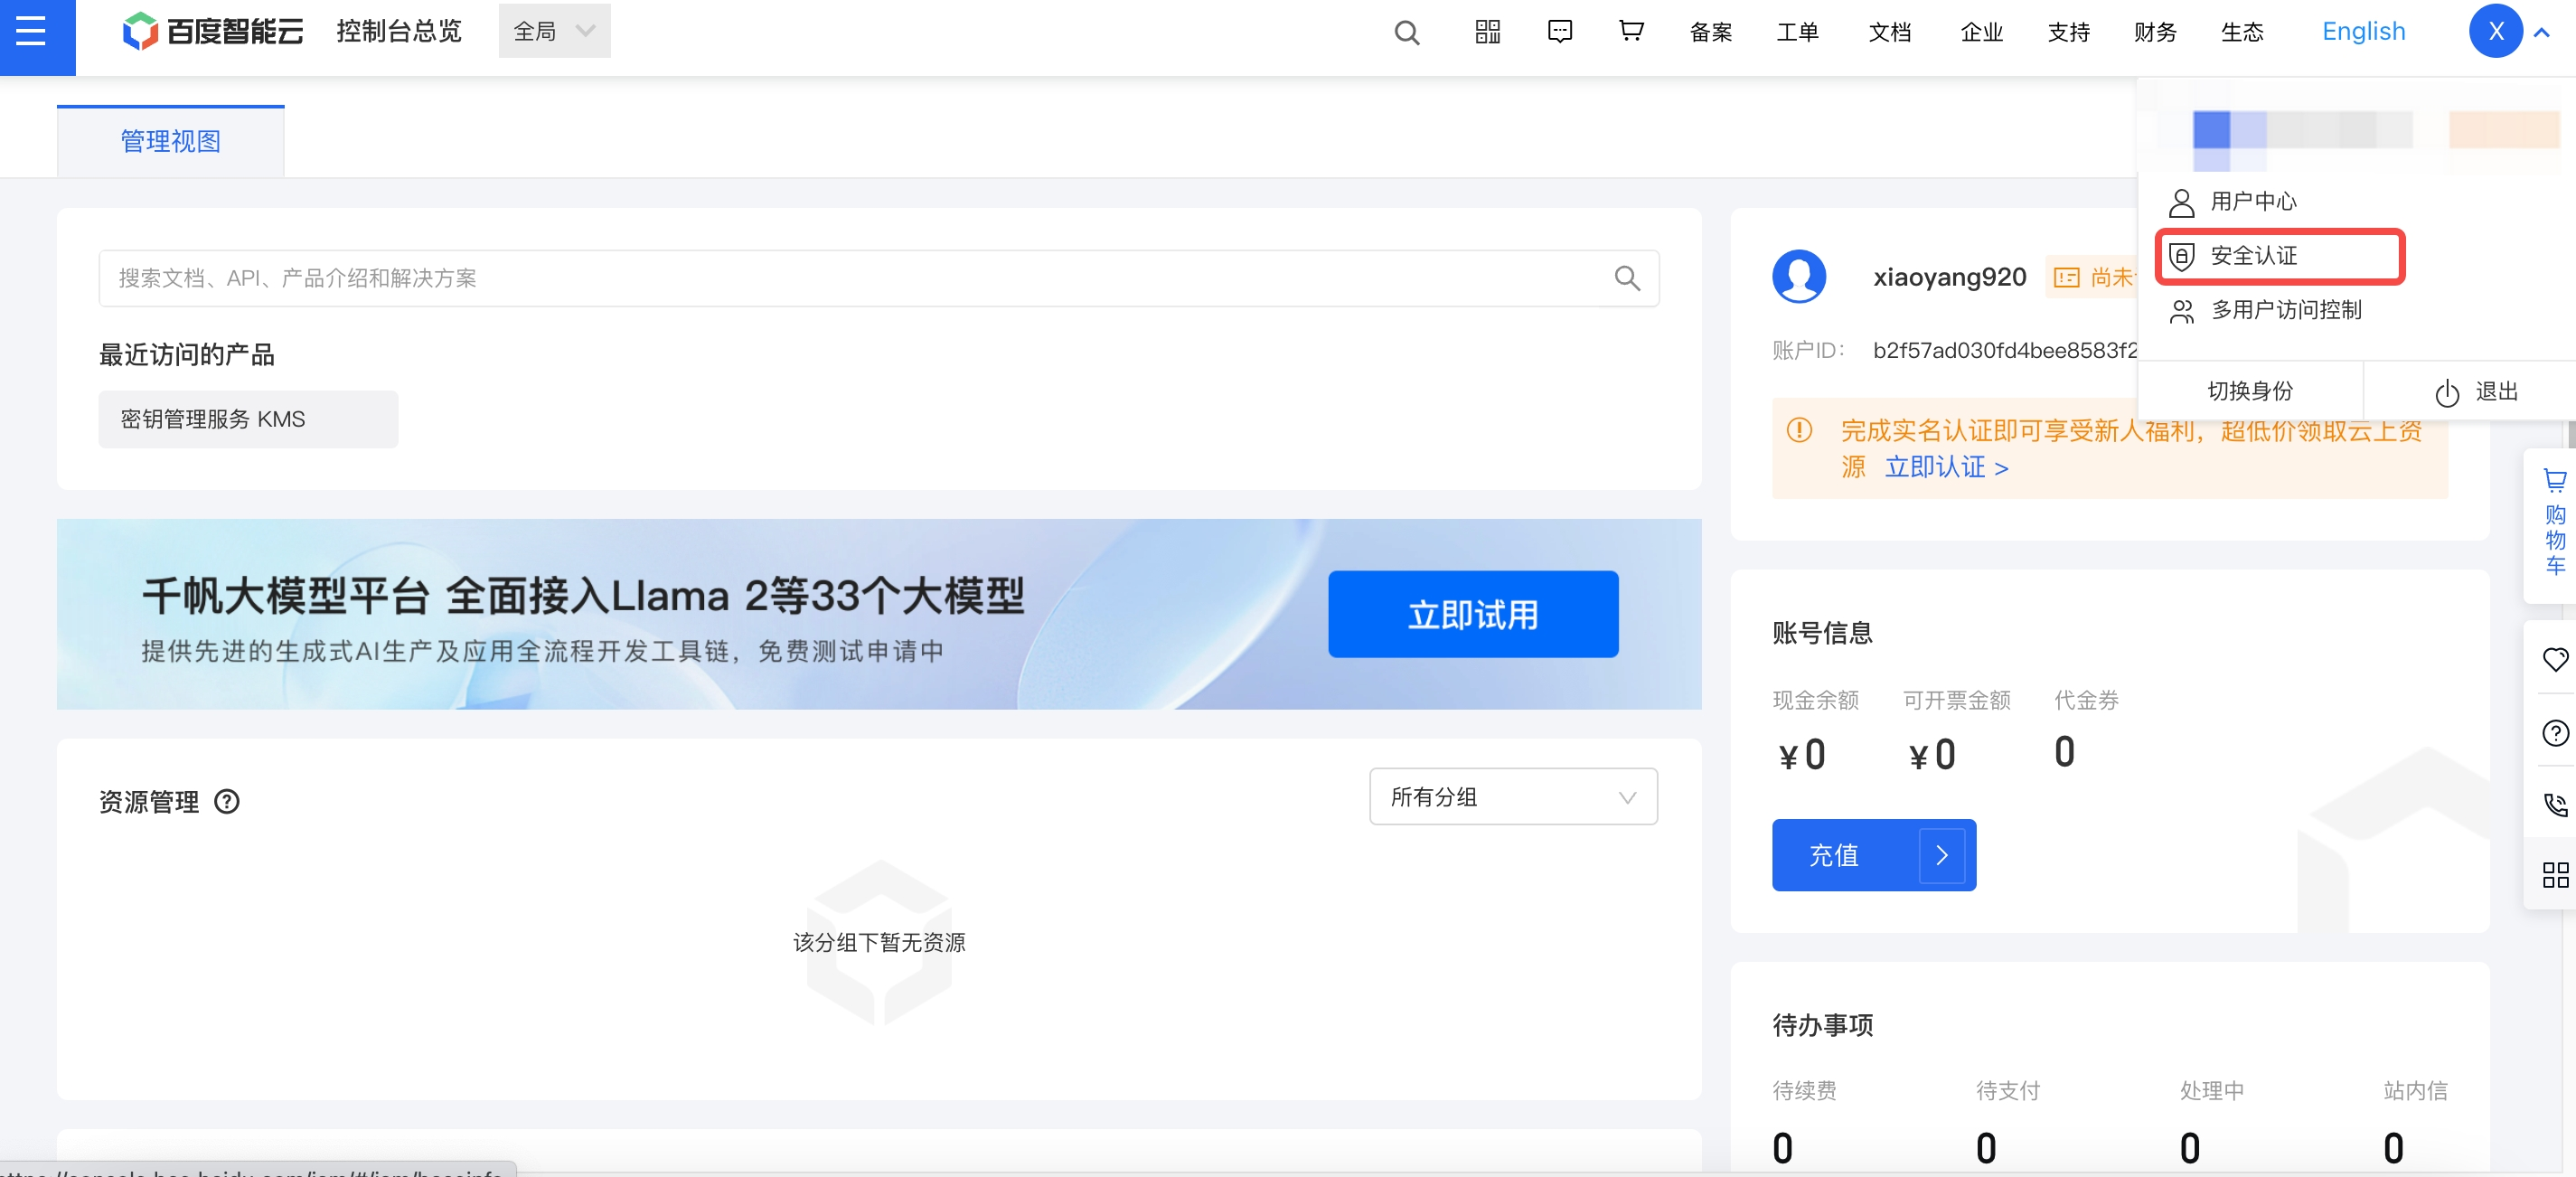 百度智能云 控制台总览 全局 备案 工单 文档 企业 支持 财务 生态 English X
管理视图
用户中心
安全认证
多用户访问控制
切换身份 退出
搜索文档、API、产品介绍和解决方案
最近访问的产品
密钥管理服务 KMS
xiaoyang920 尚未
账户ID： b2f57ad030fd4bee8583f2
完成实名认证即可享受新人福利，超低价领取云上资
源 立即认证 >
购物车
千帆大模型平台 全面接入Llama 2等33个大模型
提供先进的生成式AI生产及应用全流程开发工具链，免费测试申请中
立即试用
账号信息
现金余额 可开票金额 代金券
¥0 ¥0 0
充值
资源管理 所有分组
该分组下暂无资源
待办事项
待续费 待支付 处理中 站内信
0 0 0 0